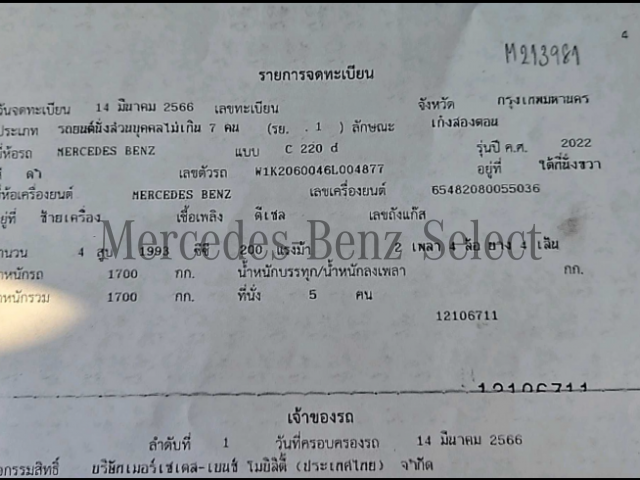 M213981
รายการจดทะเบียน
วันจดทะเบียน 14 มีนาคม 2566 เลขทะเบียน จังหวัด กรุงเทพมหานคร
ประเภท รถยนต์นั่งส่วนบุคคลไม่เกิน 7 คน (รย. . 1 ) ลักษณะ เก๋งสองตอน
ยี่ห้อรถ MERCEDES BENZ แบบ C 220 d รุ่นปี ค.ศ. 2022
สี ดำ เลขตัวรถ W1K2060046L004877 อยู่ที่ ใต้ที่นั่งขวา
ยี่ห้อเครื่องยนต์ MERCEDES BENZ เลขเครื่องยนต์ 65482080055036
อยู่ที่ ซ้ายเครื่อง เชื้อเพลิง ดีเซล เลขถังแก๊ส
Mercedes-Benz Select
จำนวน 4 สูบ 1993 ซีซี 200 แรงม้า 2 เพลา 4 ล้อ ยาง 4 เส้น
น้ำหนักรถ 1700 กก. น้ำหนักบรรทุก/น้ำหนักลงเพลา กก.
น้ำหนักรวม 1700 กก. ที่นั่ง 5 คน
12106711
12106711
เจ้าของรถ
ลำดับที่ 1 วันที่ครอบครองรถ 14 มีนาคม 2566
ผู้ถือกรรมสิทธิ์ บริษัทเมอร์เซเดส-เบนซ์ โมบิลิตี้ (ประเทศไทย) จำกัด